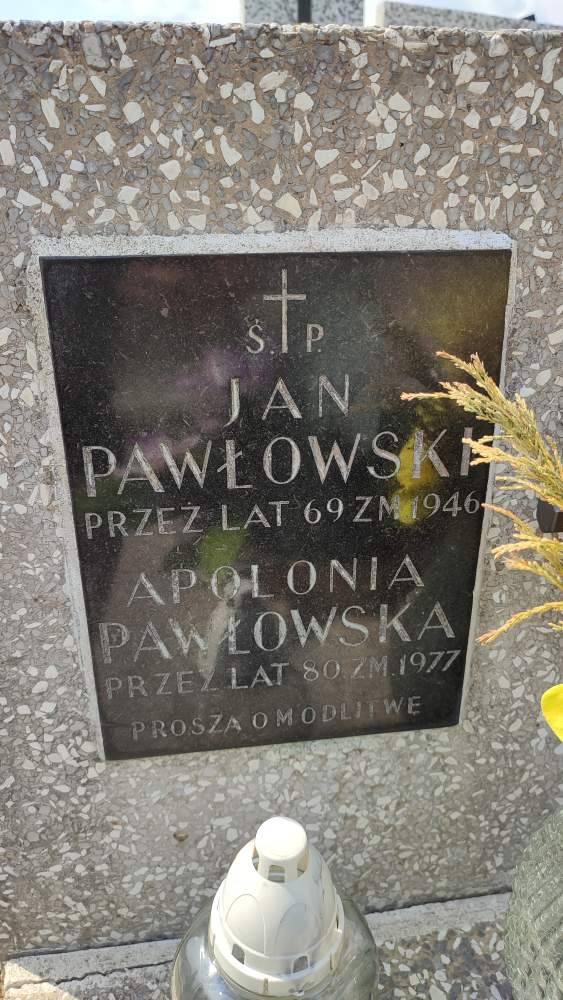 Ś. P.
JAN
PAWŁOWSKI
PRZEŻ LAT 69 ZM. 1946
APOLONIA
PAWŁOWSKA
PRZEŻ LAT 80. ZM. 1977
PROSZĄ O MODLITWĘ